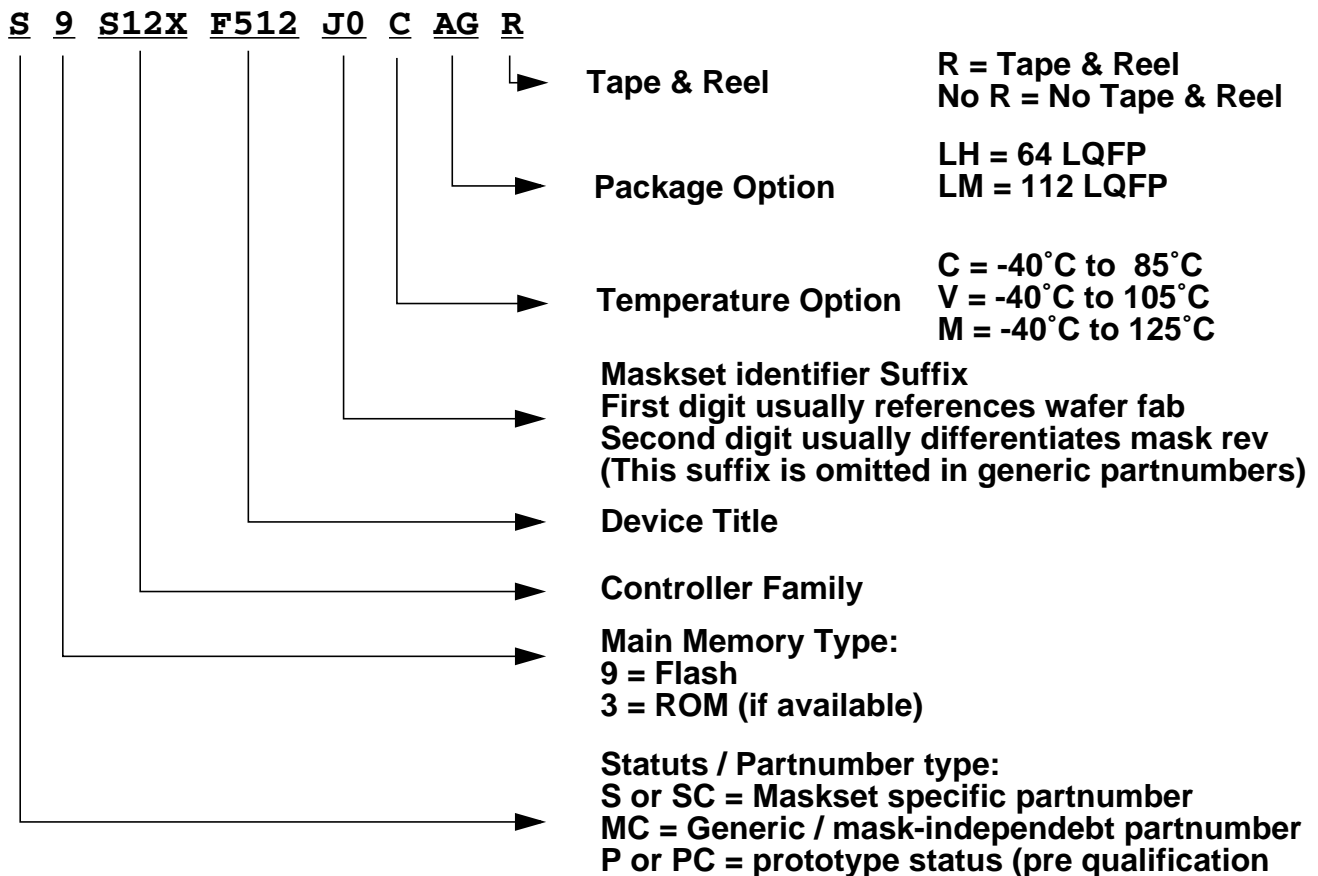 S 9 S12X F512 J0 C AG R
Tape & Reel
R = Tape & Reel
No R = No Tape & Reel
Package Option
LH = 64 LQFP
LM = 112 LQFP
Temperature Option
C = -40˚C to 85˚C
V = -40˚C to 105˚C
M = -40˚C to 125˚C
Maskset identifier Suffix
First digit usually references wafer fab
Second digit usually differentiates mask rev
(This suffix is omitted in generic partnumbers)
Device Title
Controller Family
Main Memory Type:
9 = Flash
3 = ROM (if available)
Statuts / Partnumber type:
S or SC = Maskset specific partnumber
MC = Generic / mask-independebt partnumber
P or PC = prototype status (pre qualification